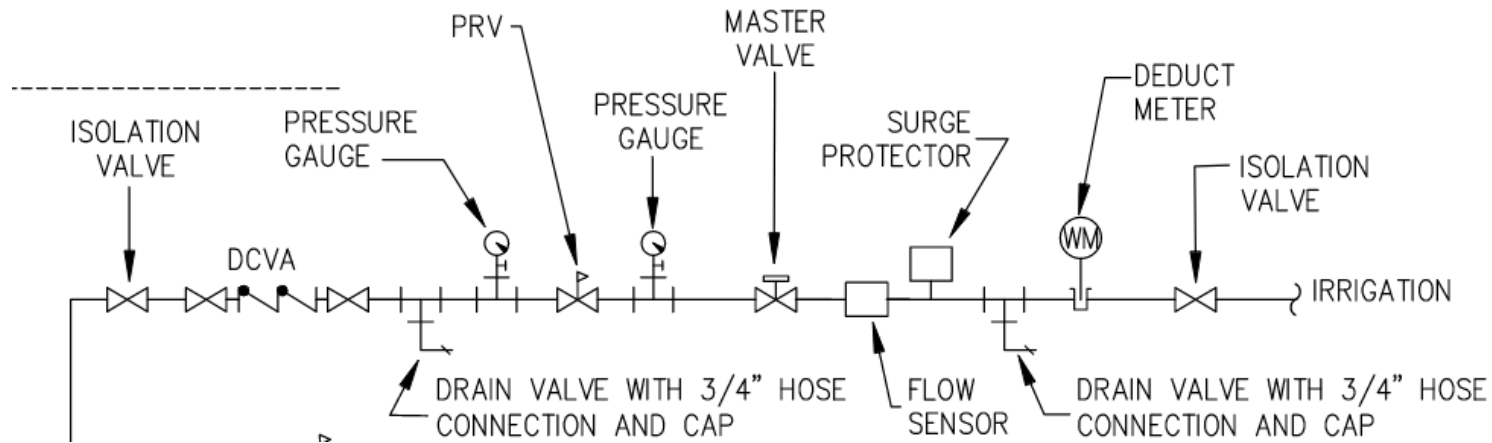 PRV
MASTER
VALVE
DEDUCT
METER
ISOLATION
VALVE
PRESSURE
GAUGE
PRESSURE
GAUGE
SURGE
PROTECTOR
ISOLATION
VALVE
WM
DCVA
IRRIGATION
DRAIN VALVE WITH 3/4" HOSE
CONNECTION AND CAP
FLOW
SENSOR
DRAIN VALVE WITH 3/4" HOSE
CONNECTION AND CAP